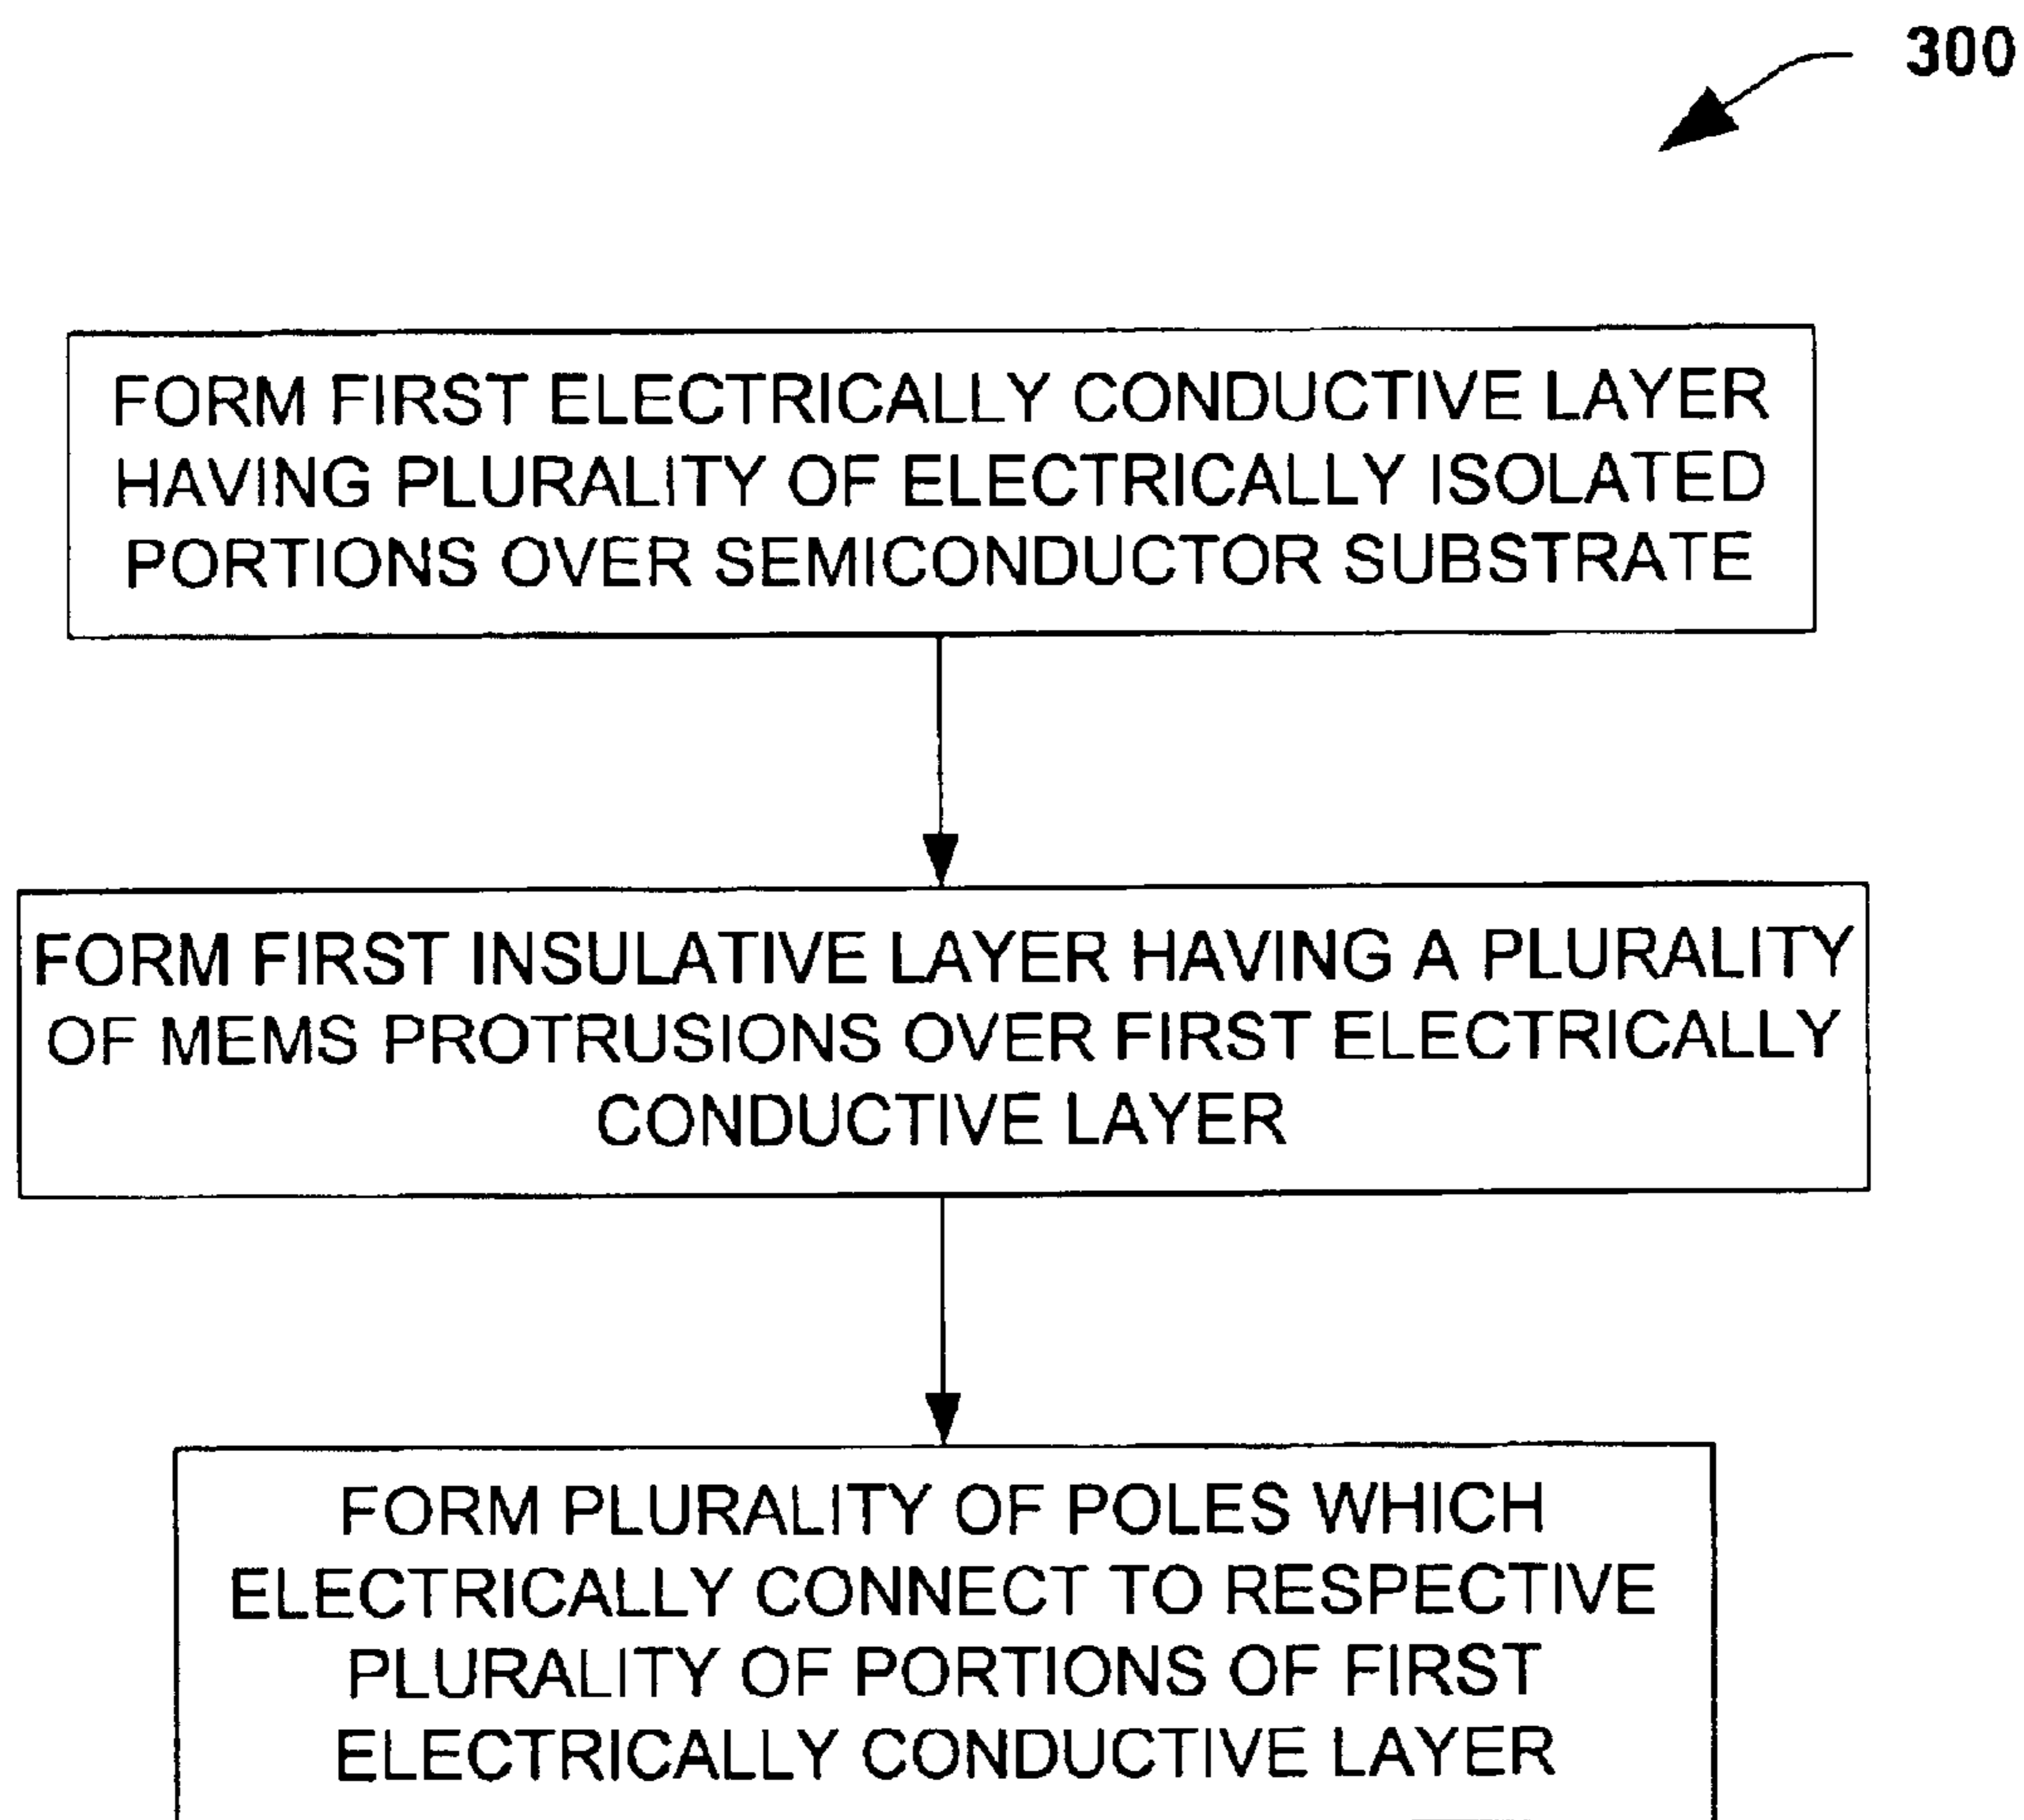 300
FORM FIRST ELECTRICALLY CONDUCTIVE LAYER
HAVING PLURALITY OF ELECTRICALLY ISOLATED
PORTIONS OVER SEMICONDUCTOR SUBSTRATE
FORM FIRST INSULATIVE LAYER HAVING A PLURALITY
OF MEMS PROTRUSIONS OVER FIRST ELECTRICALLY
CONDUCTIVE LAYER
FORM PLURALITY OF POLES WHICH
ELECTRICALLY CONNECT TO RESPECTIVE
PLURALITY OF PORTIONS OF FIRST
ELECTRICALLY CONDUCTIVE LAYER